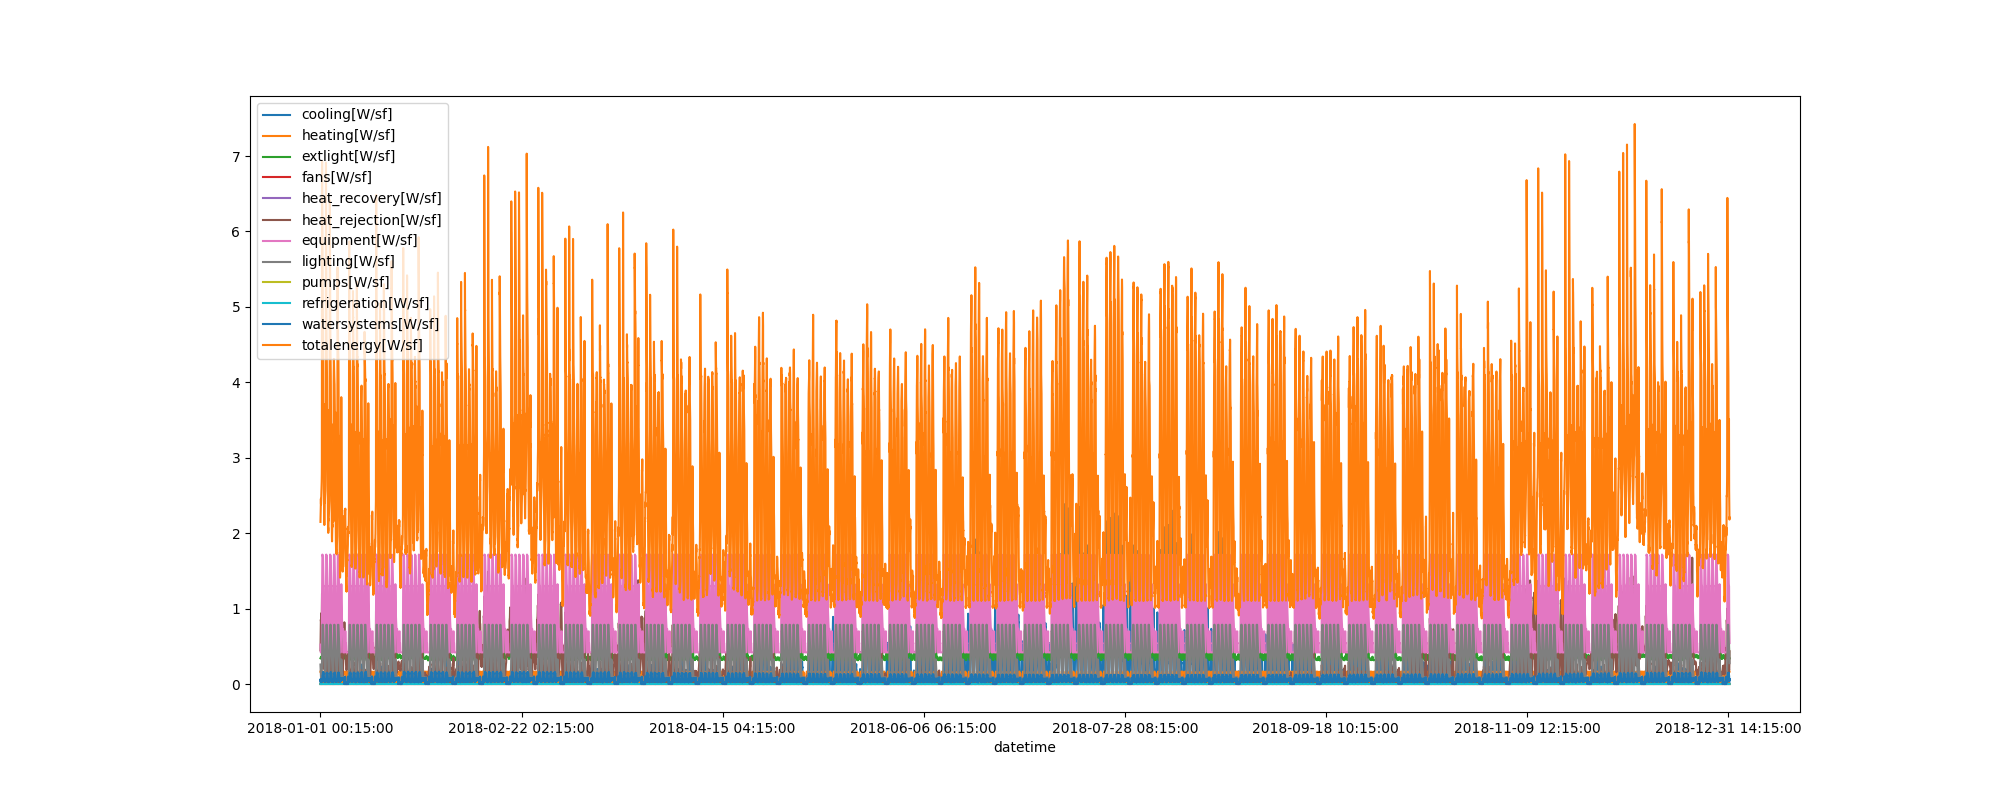 cooling[W/sf]
heating[W/sf]
extlight[W/sf]
fans[W/sf]
heat_recovery[W/sf]
heat_rejection[W/sf]
equipment[W/sf]
lighting[W/sf]
pumps[W/sf]
refrigeration[W/sf]
watersystems[W/sf]
totalenergy[W/sf]
7
6
5
4
3
2
1
0
2018-01-01 00:15:00 2018-02-22 02:15:00 2018-04-15 04:15:00 2018-06-06 06:15:00 2018-07-28 08:15:00 2018-09-18 10:15:00 2018-11-09 12:15:00 2018-12-31 14:15:00
datetime